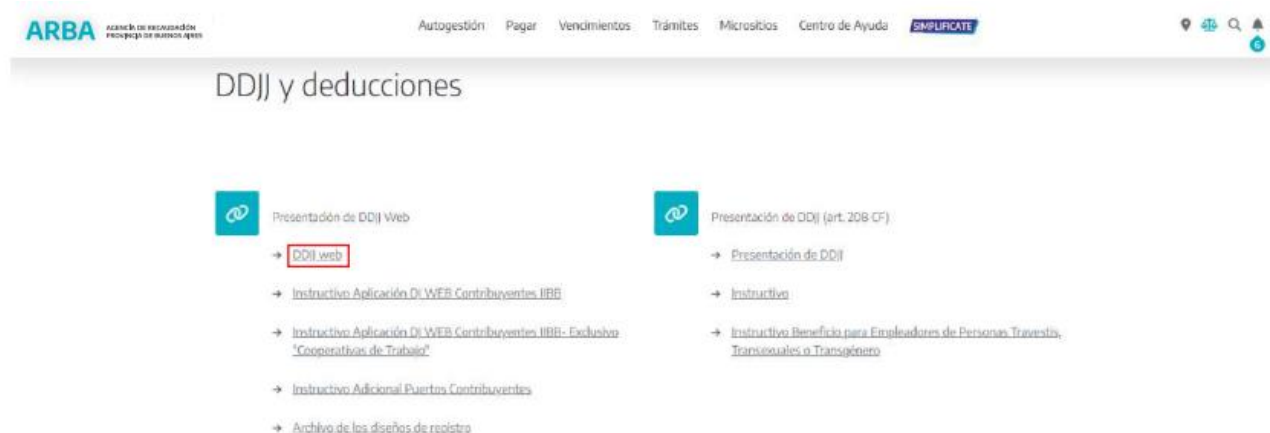 ARBA
AGENCIA DE RECAUDACIÓN
PROVINCIA DE BUENOS AIRES
Autogestión Pagar Vencimientos Trámites Micrositios Centro de Ayuda SIMPLIFICATE
6
DDJJ y deducciones
Presentación de DDJJ Web
→ DDJJ web
→ Instructivo Aplicación DJ WEB Contribuyentes IIBB
→ Instructivo Aplicación DJ WEB Contribuyentes IIBB- Exclusivo
"Cooperativas de Trabajo"
→ Instructivo Adicional Puertos Contribuyentes
→ Archivo de los diseños de registro
Presentación de DDJJ (art. 208 CF)
→ Presentación de DDJJ
→ Instructivo
→ Instructivo Beneficio para Empleadores de Personas Travestis,
Transexuales o Transgénero